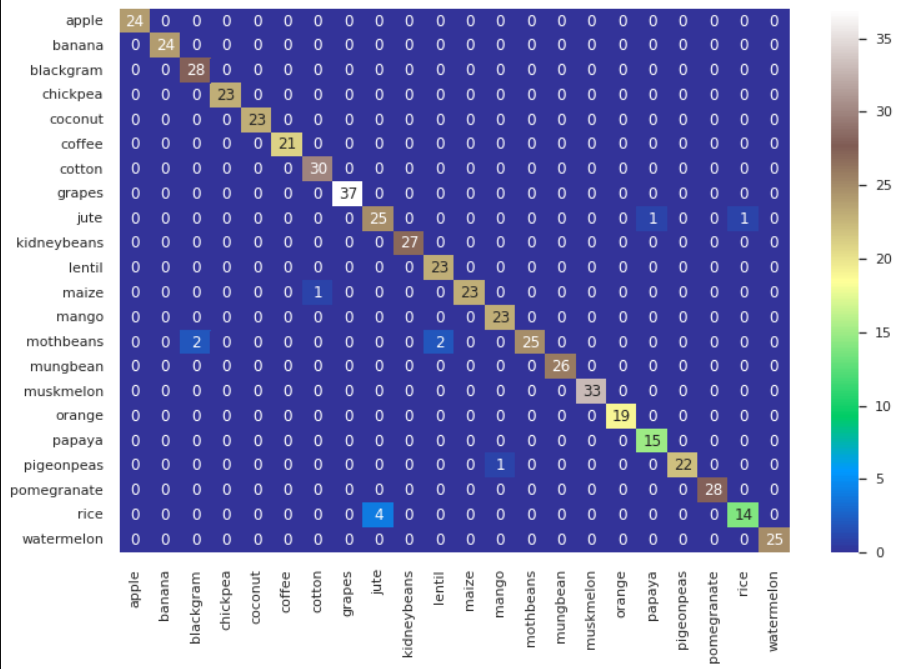 apple 24 0 0 0 0 0 0 0 0 0 0 0 0 0 0 0 0 0 0 0 0 0
banana 0 24 0 0 0 0 0 0 0 0 0 0 0 0 0 0 0 0 0 0 0 0
blackgram 0 0 28 0 0 0 0 0 0 0 0 0 0 0 0 0 0 0 0 0 0 0
chickpea 0 0 0 23 0 0 0 0 0 0 0 0 0 0 0 0 0 0 0 0 0 0
coconut 0 0 0 0 23 0 0 0 0 0 0 0 0 0 0 0 0 0 0 0 0 0
coffee 0 0 0 0 0 21 0 0 0 0 0 0 0 0 0 0 0 0 0 0 0 0
cotton 0 0 0 0 0 0 30 0 0 0 0 0 0 0 0 0 0 0 0 0 0 0
grapes 0 0 0 0 0 0 0 37 0 0 0 0 0 0 0 0 0 0 0 0 0 0
jute 0 0 0 0 0 0 0 0 25 0 0 0 0 0 0 0 0 1 0 0 1 0
kidneybeans 0 0 0 0 0 0 0 0 0 27 0 0 0 0 0 0 0 0 0 0 0 0
lentil 0 0 0 0 0 0 0 0 0 0 23 0 0 0 0 0 0 0 0 0 0 0
maize 0 0 0 0 0 0 1 0 0 0 0 23 0 0 0 0 0 0 0 0 0 0
mango 0 0 0 0 0 0 0 0 0 0 0 0 23 0 0 0 0 0 0 0 0 0
mothbeans 0 0 2 0 0 0 0 0 0 0 2 0 0 25 0 0 0 0 0 0 0 0
mungbean 0 0 0 0 0 0 0 0 0 0 0 0 0 0 26 0 0 0 0 0 0 0
muskmelon 0 0 0 0 0 0 0 0 0 0 0 0 0 0 0 33 0 0 0 0 0 0
orange 0 0 0 0 0 0 0 0 0 0 0 0 0 0 0 0 19 0 0 0 0 0
papaya 0 0 0 0 0 0 0 0 0 0 0 0 0 0 0 0 0 15 0 0 0 0
pigeonpeas 0 0 0 0 0 0 0 0 0 0 0 0 1 0 0 0 0 0 22 0 0 0
pomegranate 0 0 0 0 0 0 0 0 0 0 0 0 0 0 0 0 0 0 0 28 0 0
rice 0 0 0 0 0 0 0 0 4 0 0 0 0 0 0 0 0 0 0 0 14 0
watermelon 0 0 0 0 0 0 0 0 0 0 0 0 0 0 0 0 0 0 0 0 0 25
apple
banana
blackgram
chickpea
coconut
coffee
cotton
grapes
jute
kidneybeans
lentil
maize
mango
mothbeans
mungbean
muskmelon
orange
papaya
pigeonpeas
pomegranate
rice
watermelon
35
30
25
20
15
10
5
0